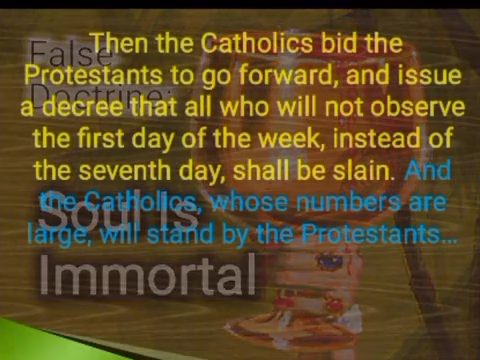 False
Doctrine:
Then the Catholics bid the
Protestants to go forward, and issue
a decree that all who will not observe
the first day of the week, instead of
the seventh day, shall be slain. And
the Catholics, whose numbers are
large, will stand by the Protestants...
Soul Is
Immortal